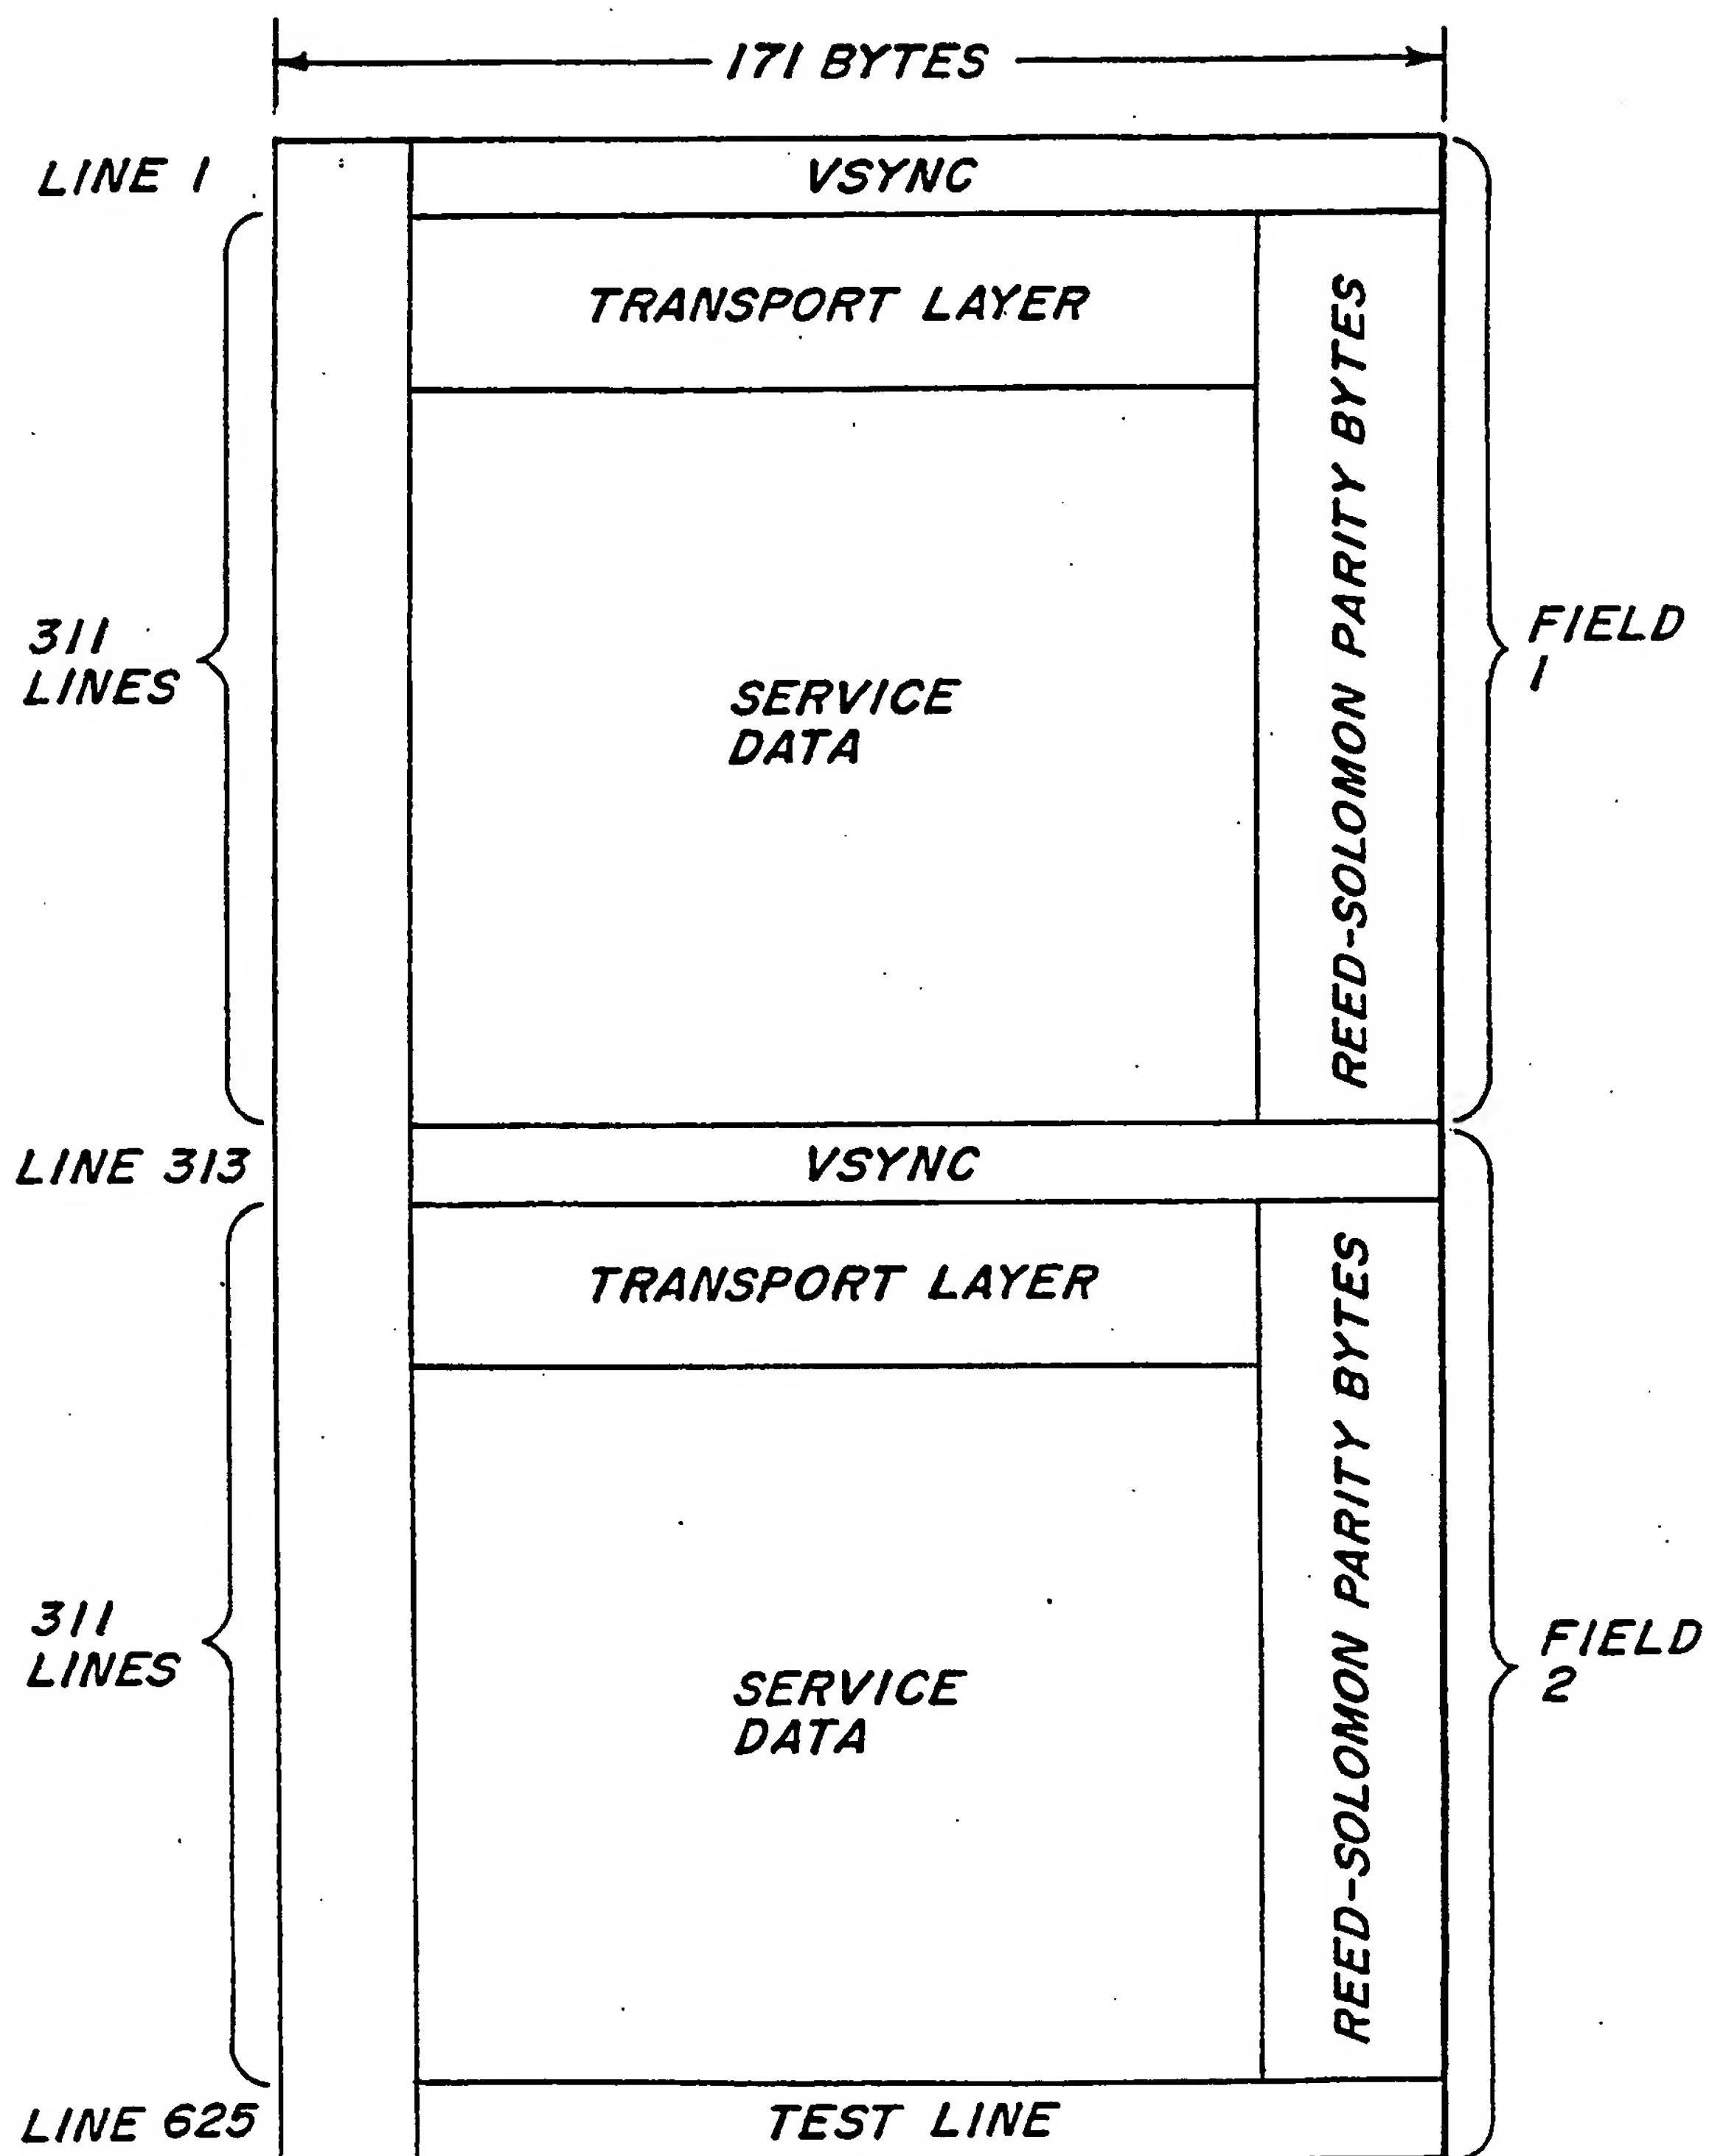 171 BYTES
LINE 1
VSYNC
TRANSPORT LAYER
REED-SOLOMON PARITY BYTES
311
LINES
SERVICE
DATA
FIELD
1
LINE 313
VSYNC
TRANSPORT LAYER
REED-SOLOMON PARITY BYTES
311
LINES
SERVICE
DATA
FIELD
2
LINE 625
TEST LINE